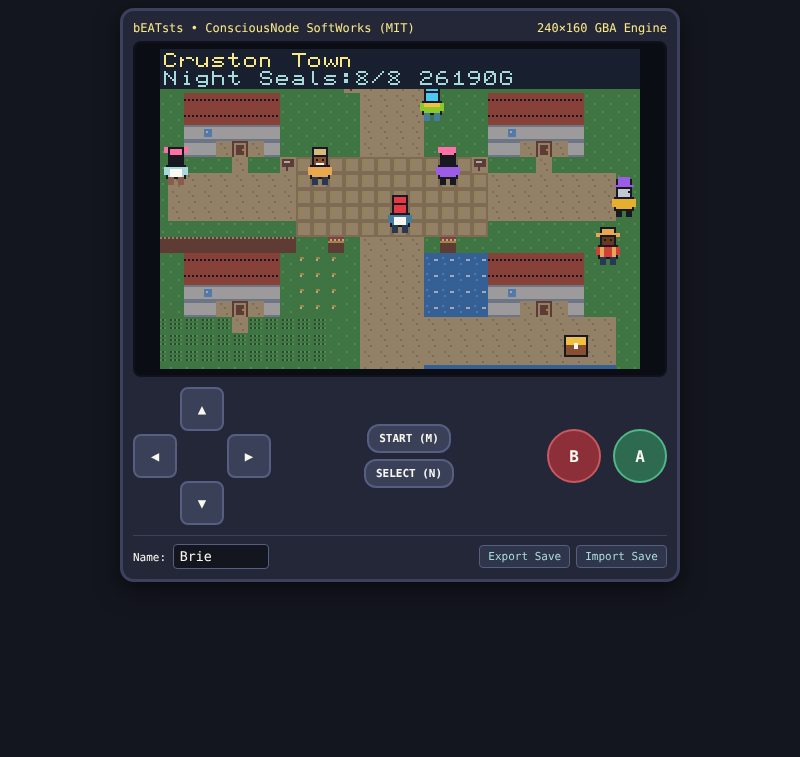 bEATsts • ConsciousNode SoftWorks (MIT)
240×160 GBA Engine
Cruston Town
Night Seals:8/8 26190G
▲
◄
►
▼
START (M)
SELECT (N)
B
A
Name: Brie
Export Save
Import Save